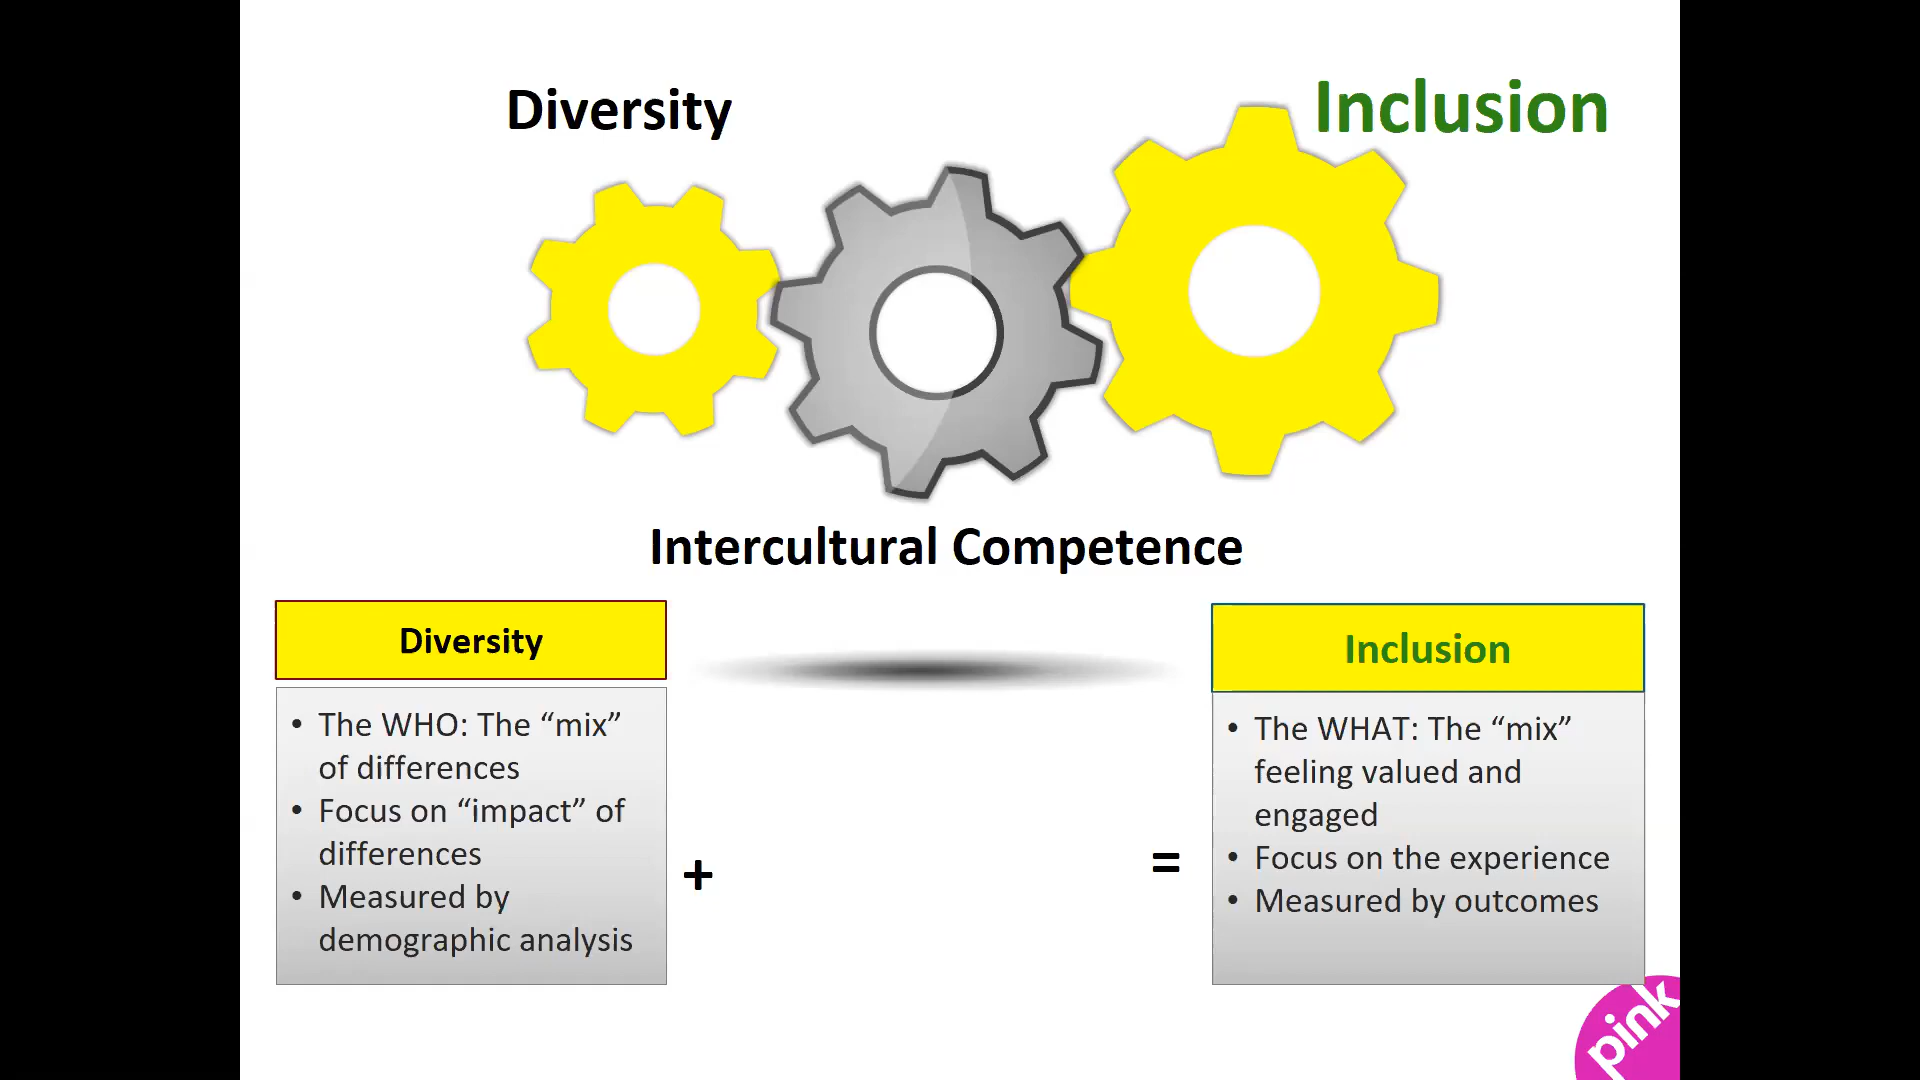 Diversity
Inclusion
Intercultural Competence
Diversity
• The WHO: The “mix”
of differences
• Focus on “impact” of
differences
• Measured by
demographic analysis
+
=
Inclusion
• The WHAT: The “mix”
feeling valued and
engaged
• Focus on the experience
• Measured by outcomes
pink